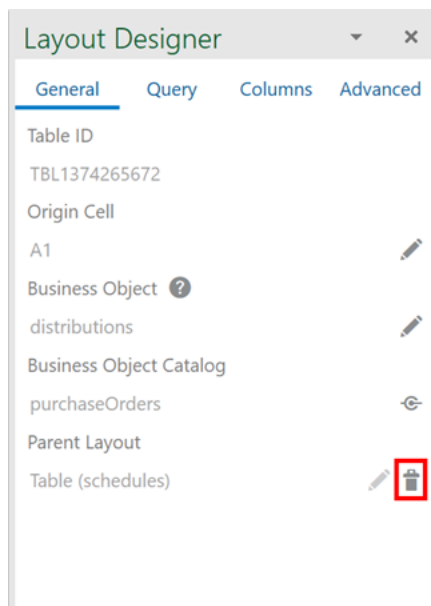 Layout Designer
General Query Columns Advanced
Table ID
TBL1374265672
Origin Cell
A1
Business Object ?
distributions
Business Object Catalog
purchaseOrders
Parent Layout
Table (schedules)